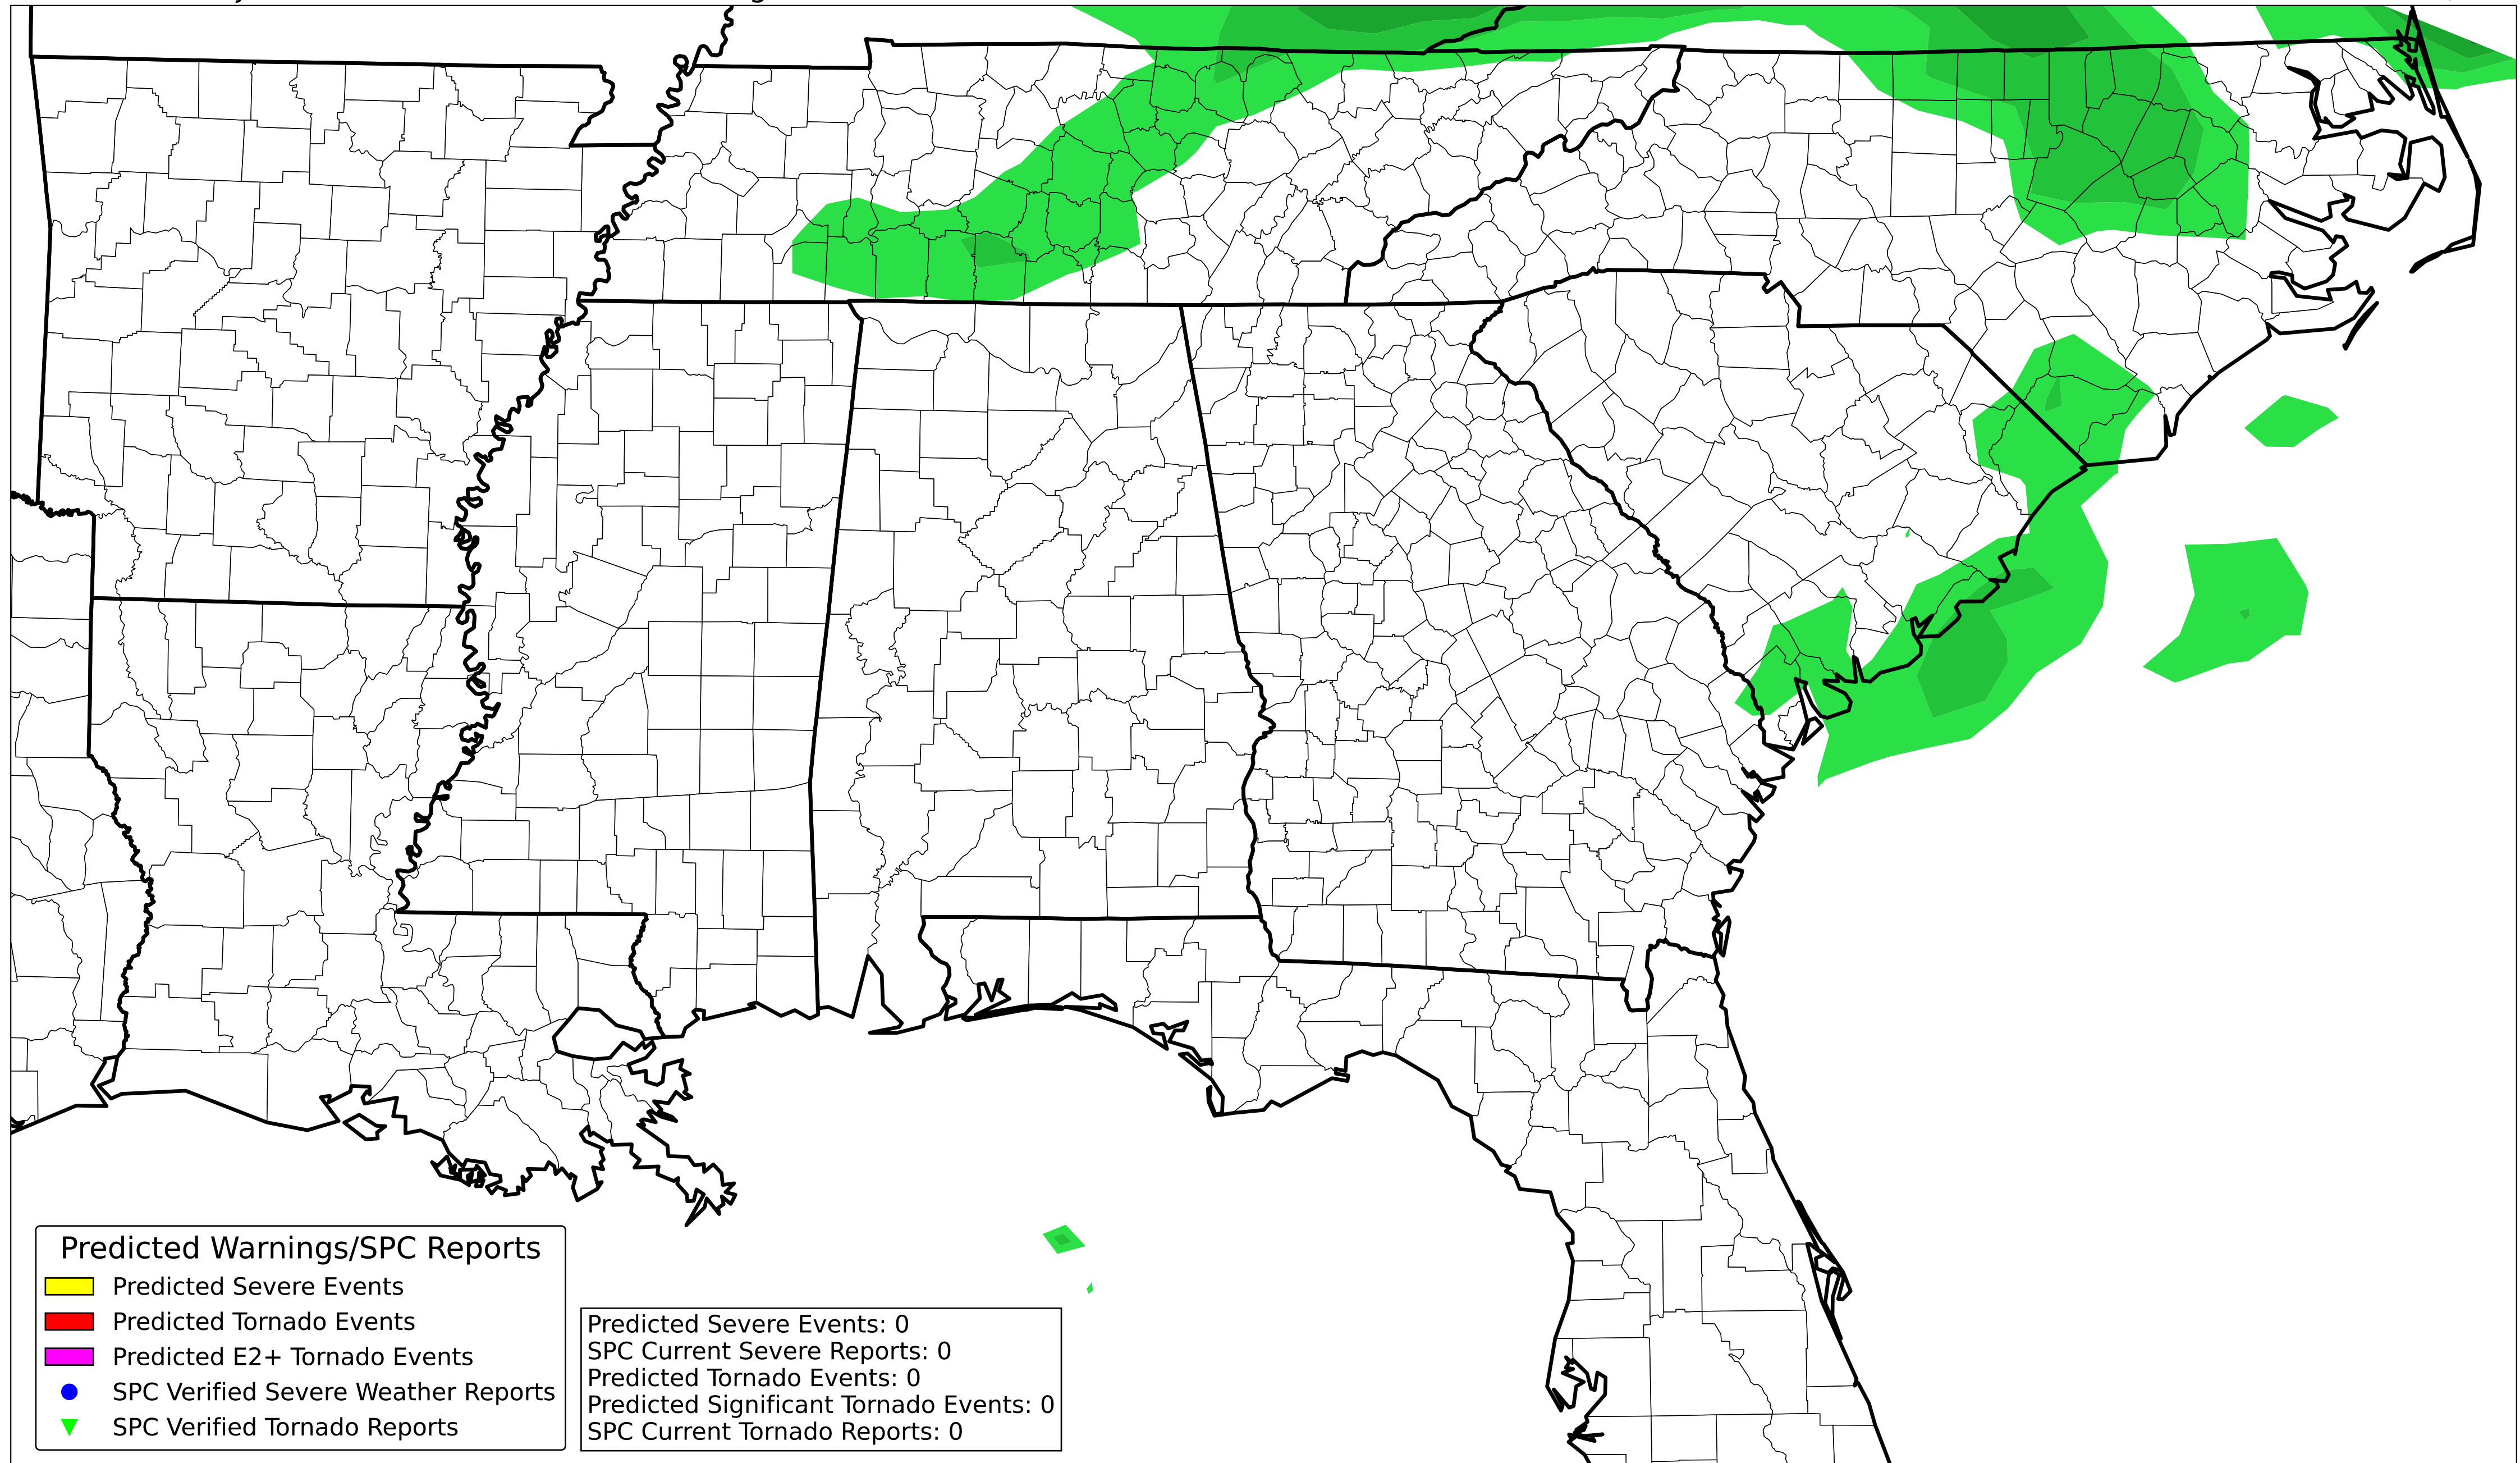 Predicted Warnings/SPC Reports
Predicted Severe Events
Predicted Tornado Events
Predicted E2+ Tornado Events
SPC Verified Severe Weather Reports
SPC Verified Tornado Reports
Predicted Severe Events: 0
SPC Current Severe Reports: 0
Predicted Tornado Events: 0
Predicted Significant Tornado Events: 0
SPC Current Tornado Reports: 0